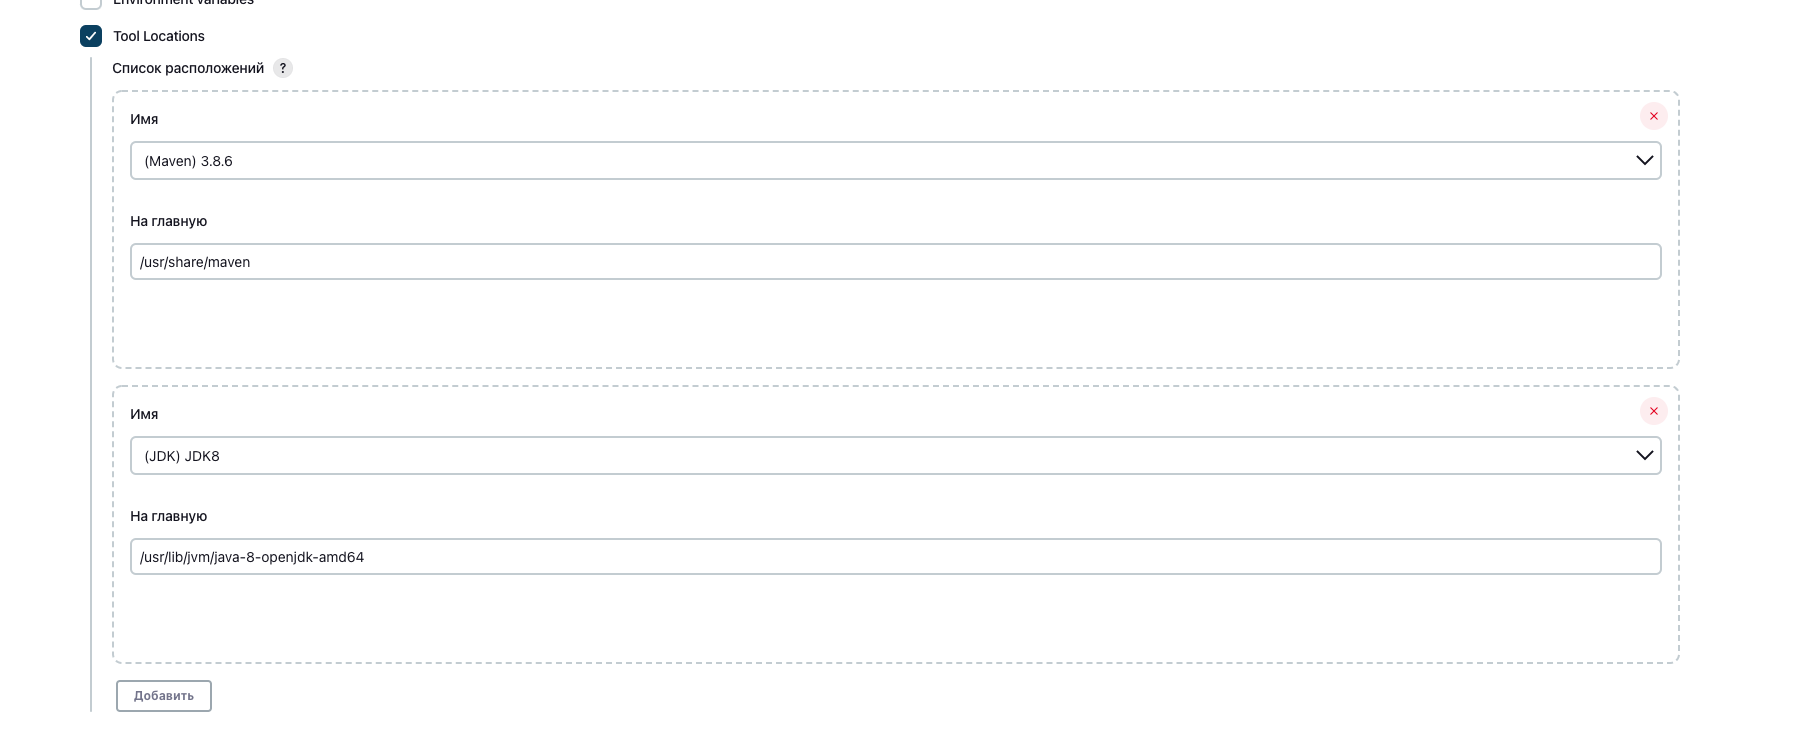 Environment variables
Tool Locations
Список расположений ?
Имя
(Maven) 3.8.6
На главную
/usr/share/maven
Имя
(JDK) JDK8
На главную
/usr/lib/jvm/java-8-openjdk-amd64
Добавить